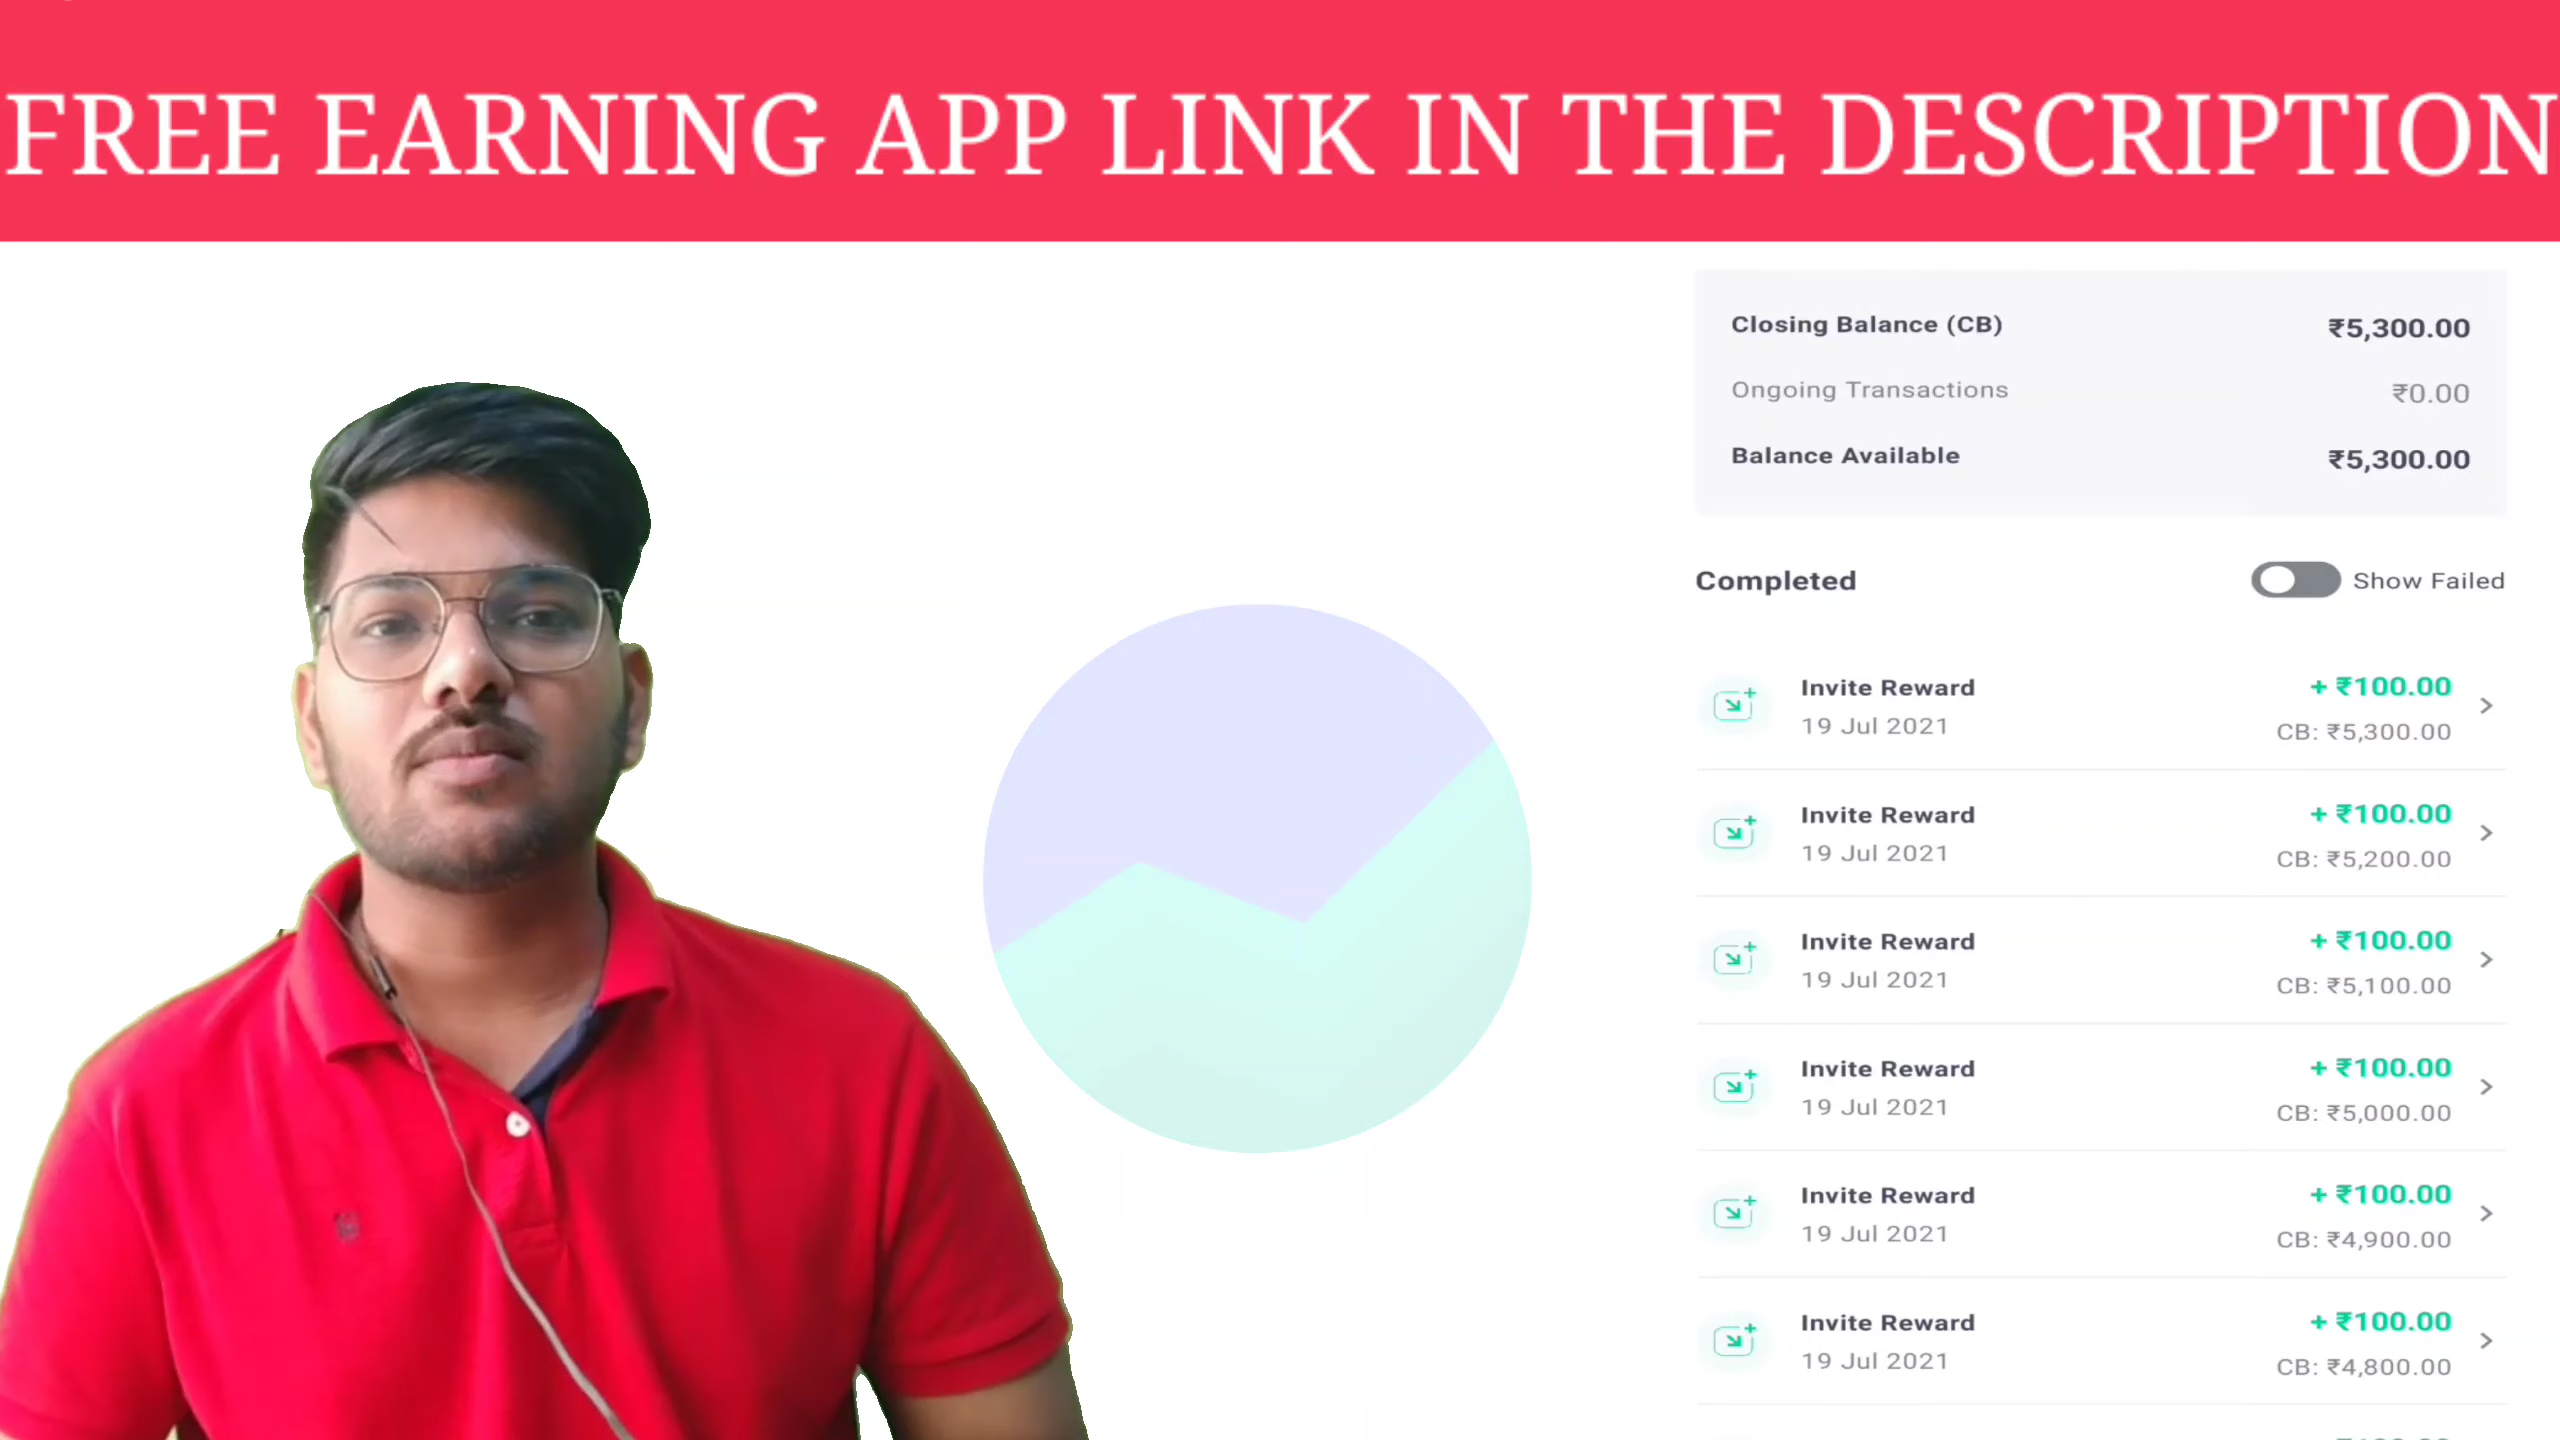 FREE EARNING APP LINK IN THE DESCRIPTION
Closing Balance (CB) ₹5,300.00
Ongoing Transactions ₹0.00
Balance Available ₹5,300.00
Completed Show Failed
Invite Reward + ₹100.00
19 Jul 2021 CB: ₹5,300.00
Invite Reward + ₹100.00
19 Jul 2021 CB: ₹5,200.00
Invite Reward + ₹100.00
19 Jul 2021 CB: ₹5,100.00
Invite Reward + ₹100.00
19 Jul 2021 CB: ₹5,000.00
Invite Reward + ₹100.00
19 Jul 2021 CB: ₹4,900.00
Invite Reward + ₹100.00
19 Jul 2021 CB: ₹4,800.00